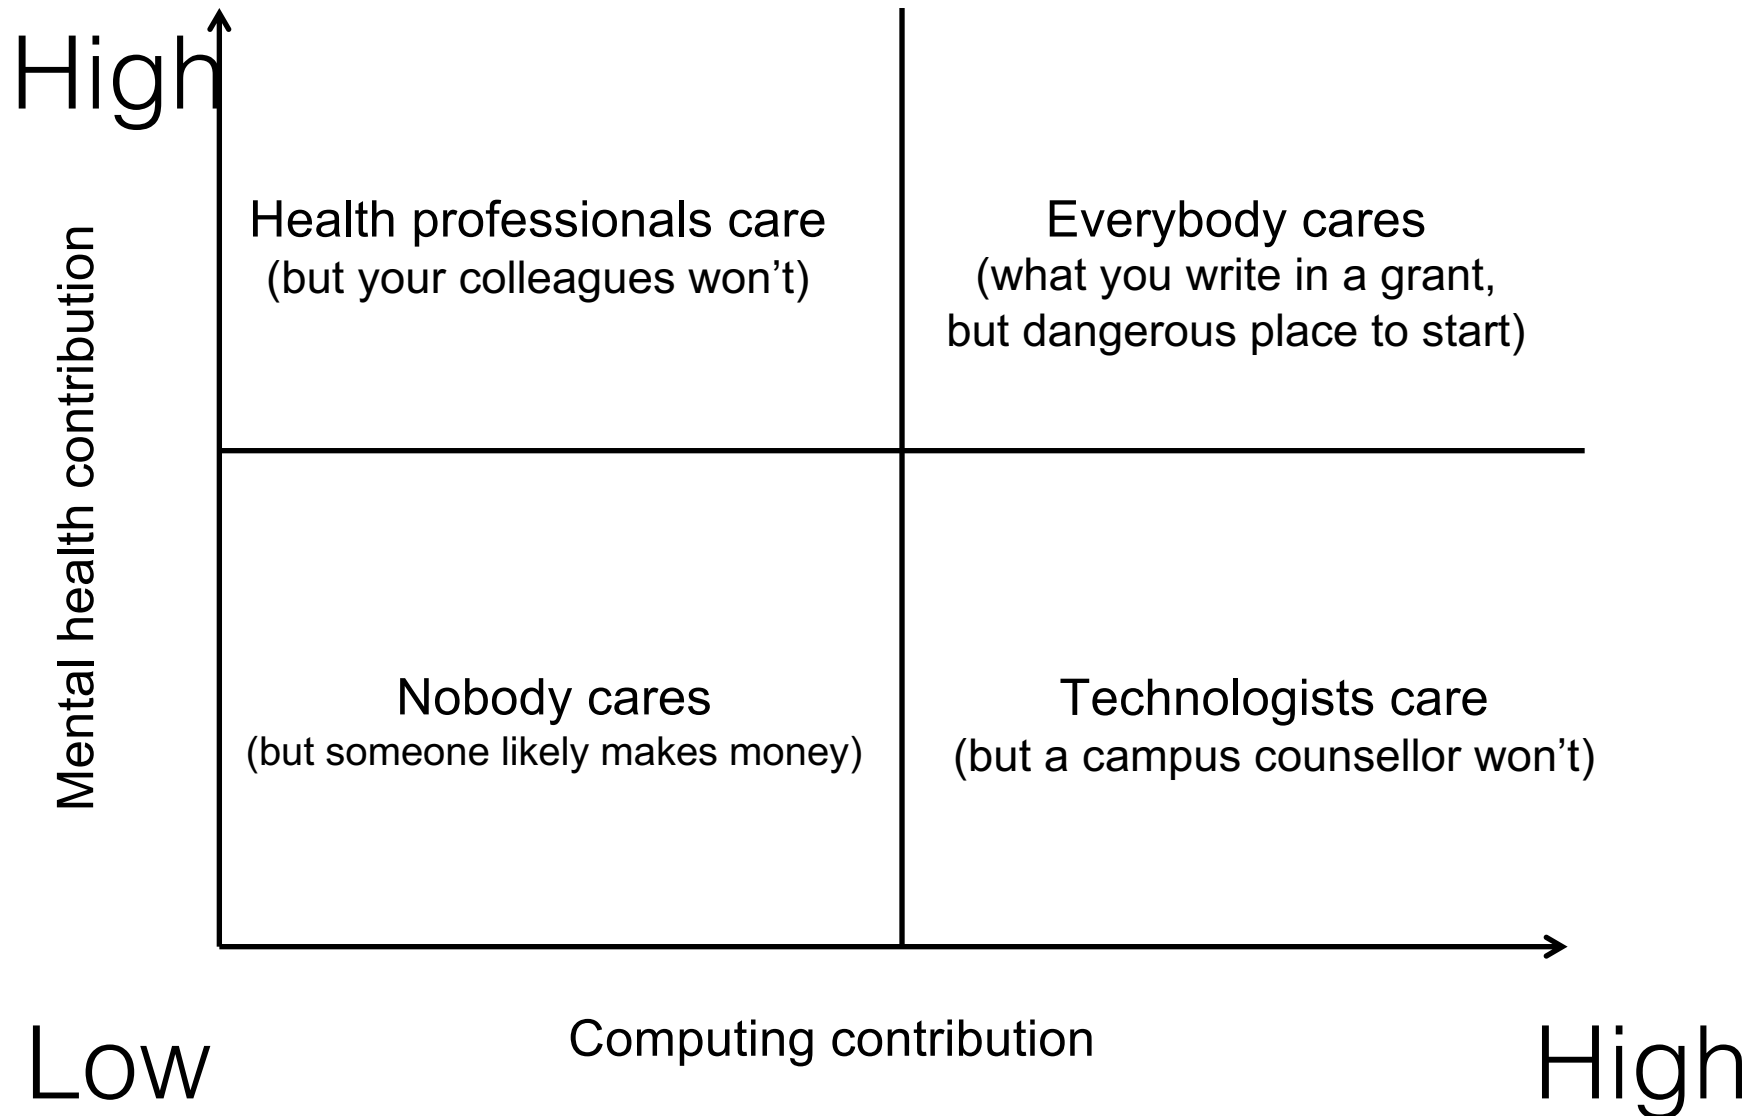 High
Health professionals care
(but your colleagues won’t)
Everybody cares
(what you write in a grant,
but dangerous place to start)
Mental health contribution
Nobody cares
(but someone likely makes money)
Technologists care
(but a campus counsellor won’t)
Low
Computing contribution
High